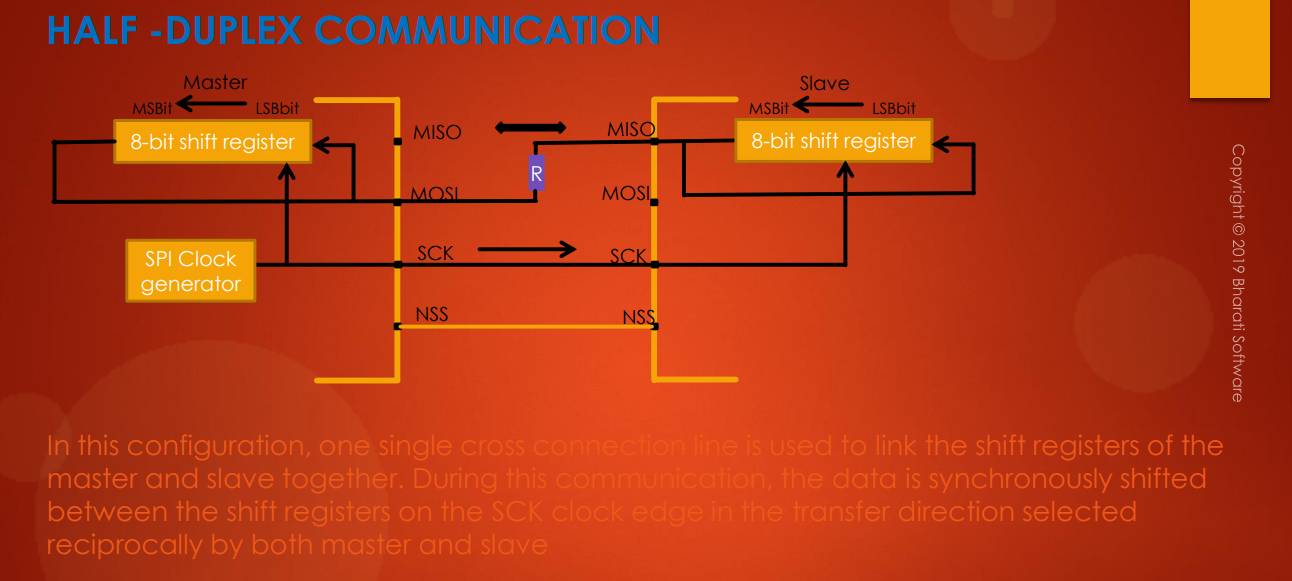 HALF -DUPLEX COMMUNICATION
Master
Slave
MSBit
LSBbit
MSBit
LSBbit
8-bit shift register
8-bit shift register
MISO
MISO
R
MOSI
MOSI
SCK
SCK
SPI Clock
generator
NSS
NSS
In this configuration, one single cross connection line is used to link the shift registers of the
master and slave together. During this communication, the data is synchronously shifted
between the shift registers on the SCK clock edge in the transfer direction selected
reciprocally by both master and slave
Copyright © 2019 Bharati Software